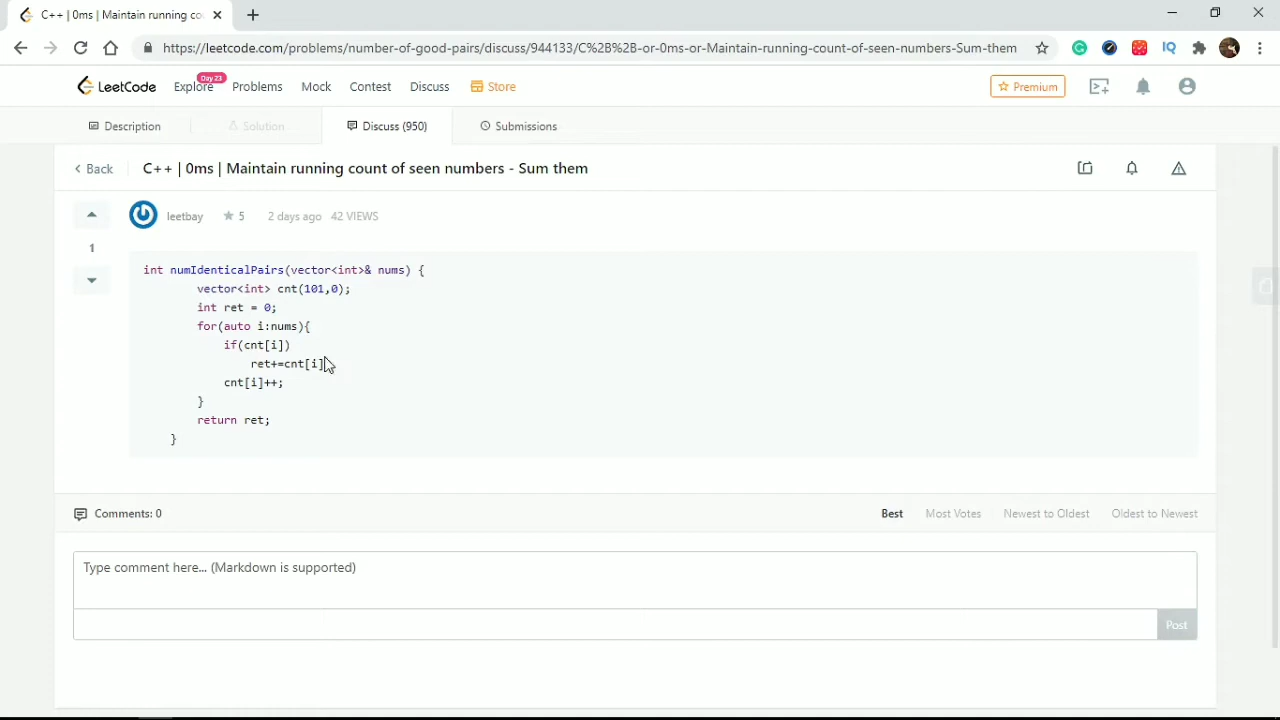 C++ | 0ms | Maintain running co
https://leetcode.com/problems/number-of-good-pairs/discuss/944133/C%2B%2B-or-0ms-or-Maintain-running-count-of-seen-numbers-Sum-them
IQ
LeetCode Explore Day 23 Problems Mock Contest Discuss Store Premium
Description Solution Discuss (950) Submissions
Back C++ | 0ms | Maintain running count of seen numbers - Sum them
leetbay 5 2 days ago 42 VIEWS
1
int numIdenticalPairs(vector<int>& nums) {
vector<int> cnt(101,0);
int ret = 0;
for(auto i:nums){
if(cnt[i])
ret+=cnt[i]
cnt[i]++;
}
return ret;
}
Comments: 0 Best Most Votes Newest to Oldest Oldest to Newest
Type comment here... (Markdown is supported)
Post